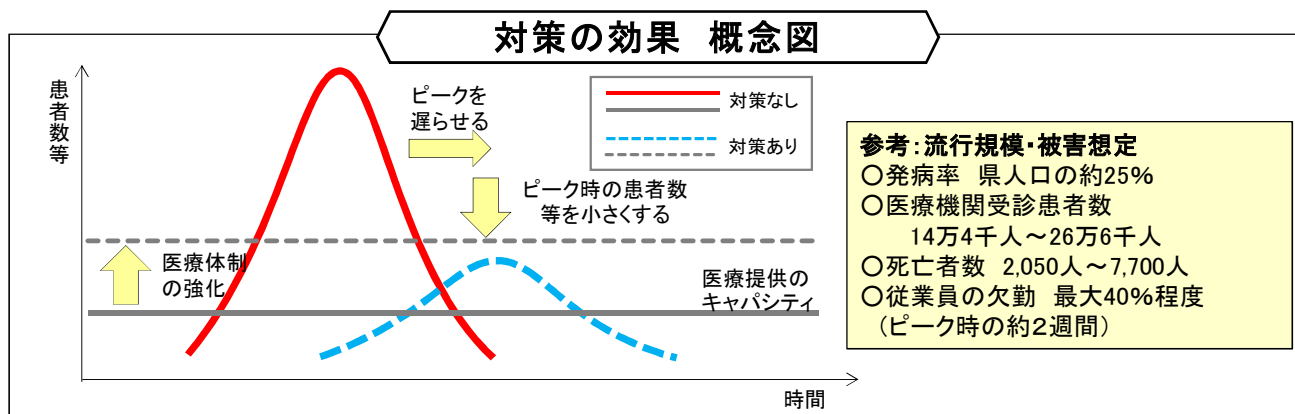 対策の効果 概念図
患者数等
ピークを
遅らせる
対策なし
対策あり
ピーク時の患者数
等を小さくする
医療体制
の強化
医療提供の
キャパシティ
時間
参考:流行規模・被害想定
○発病率 県人口の約25%
○医療機関受診患者数
14万4千人～26万6千人
○死亡者数 2,050人～7,700人
○従業員の欠勤 最大40%程度
(ピーク時の約2週間)